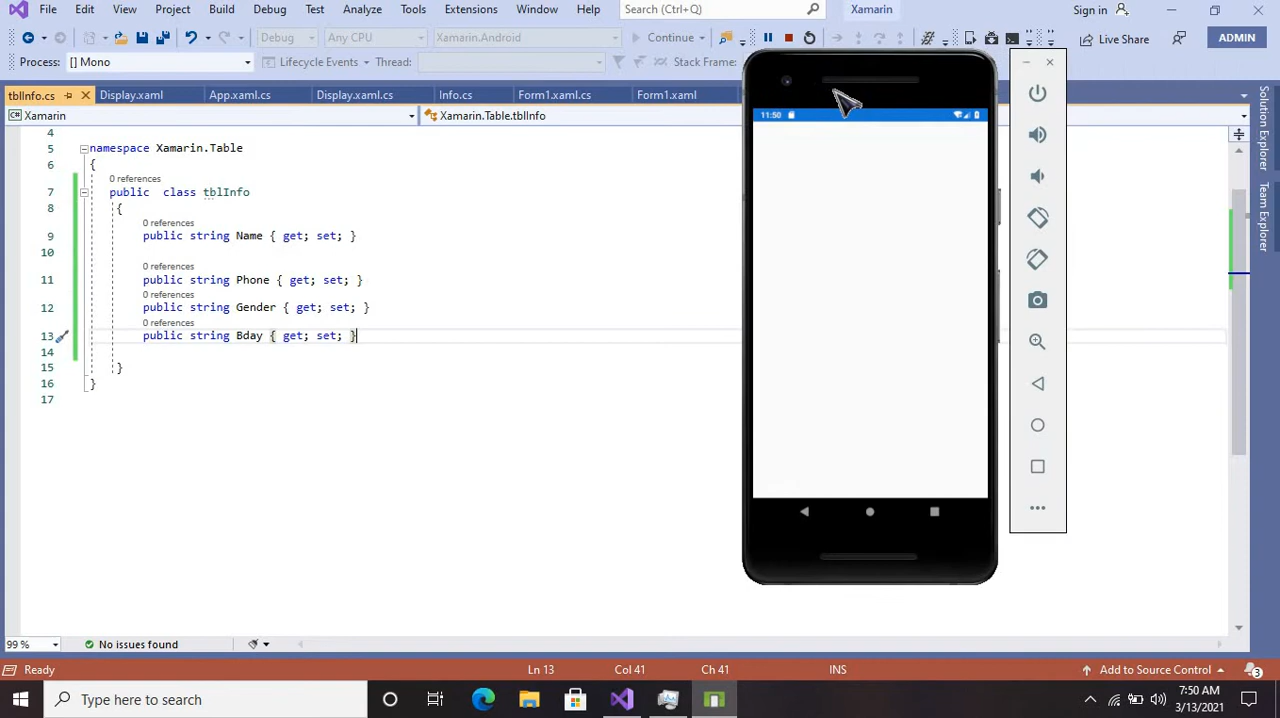 File Edit View Project Build Debug Test Analyze Tools Extensions Window Help Search (Ctrl+Q) Xamarin Sign in
Debug Any CPU Xamarin.Android Continue Live Share ADMIN
Process: [] Mono Lifecycle Events Thread: Stack Frame:
tblInfo.cs Display.xaml App.xaml.cs Display.xaml.cs Info.cs Form1.xaml.cs Form1.xaml
Xamarin Xamarin.Table.tblInfo
4
5 namespace Xamarin.Table
6 {
0 references
7 public class tblInfo
8 {
0 references
9 public string Name { get; set; }
10
0 references
11 public string Phone { get; set; }
0 references
12 public string Gender { get; set; }
0 references
13 public string Bday { get; set; }
14
15 }
16 }
17
11:50
Solution Explorer
Team Explorer
99 % No issues found
Ready Ln 13 Col 41 Ch 41 INS Add to Source Control 3
Type here to search
7:50 AM
3/13/2021